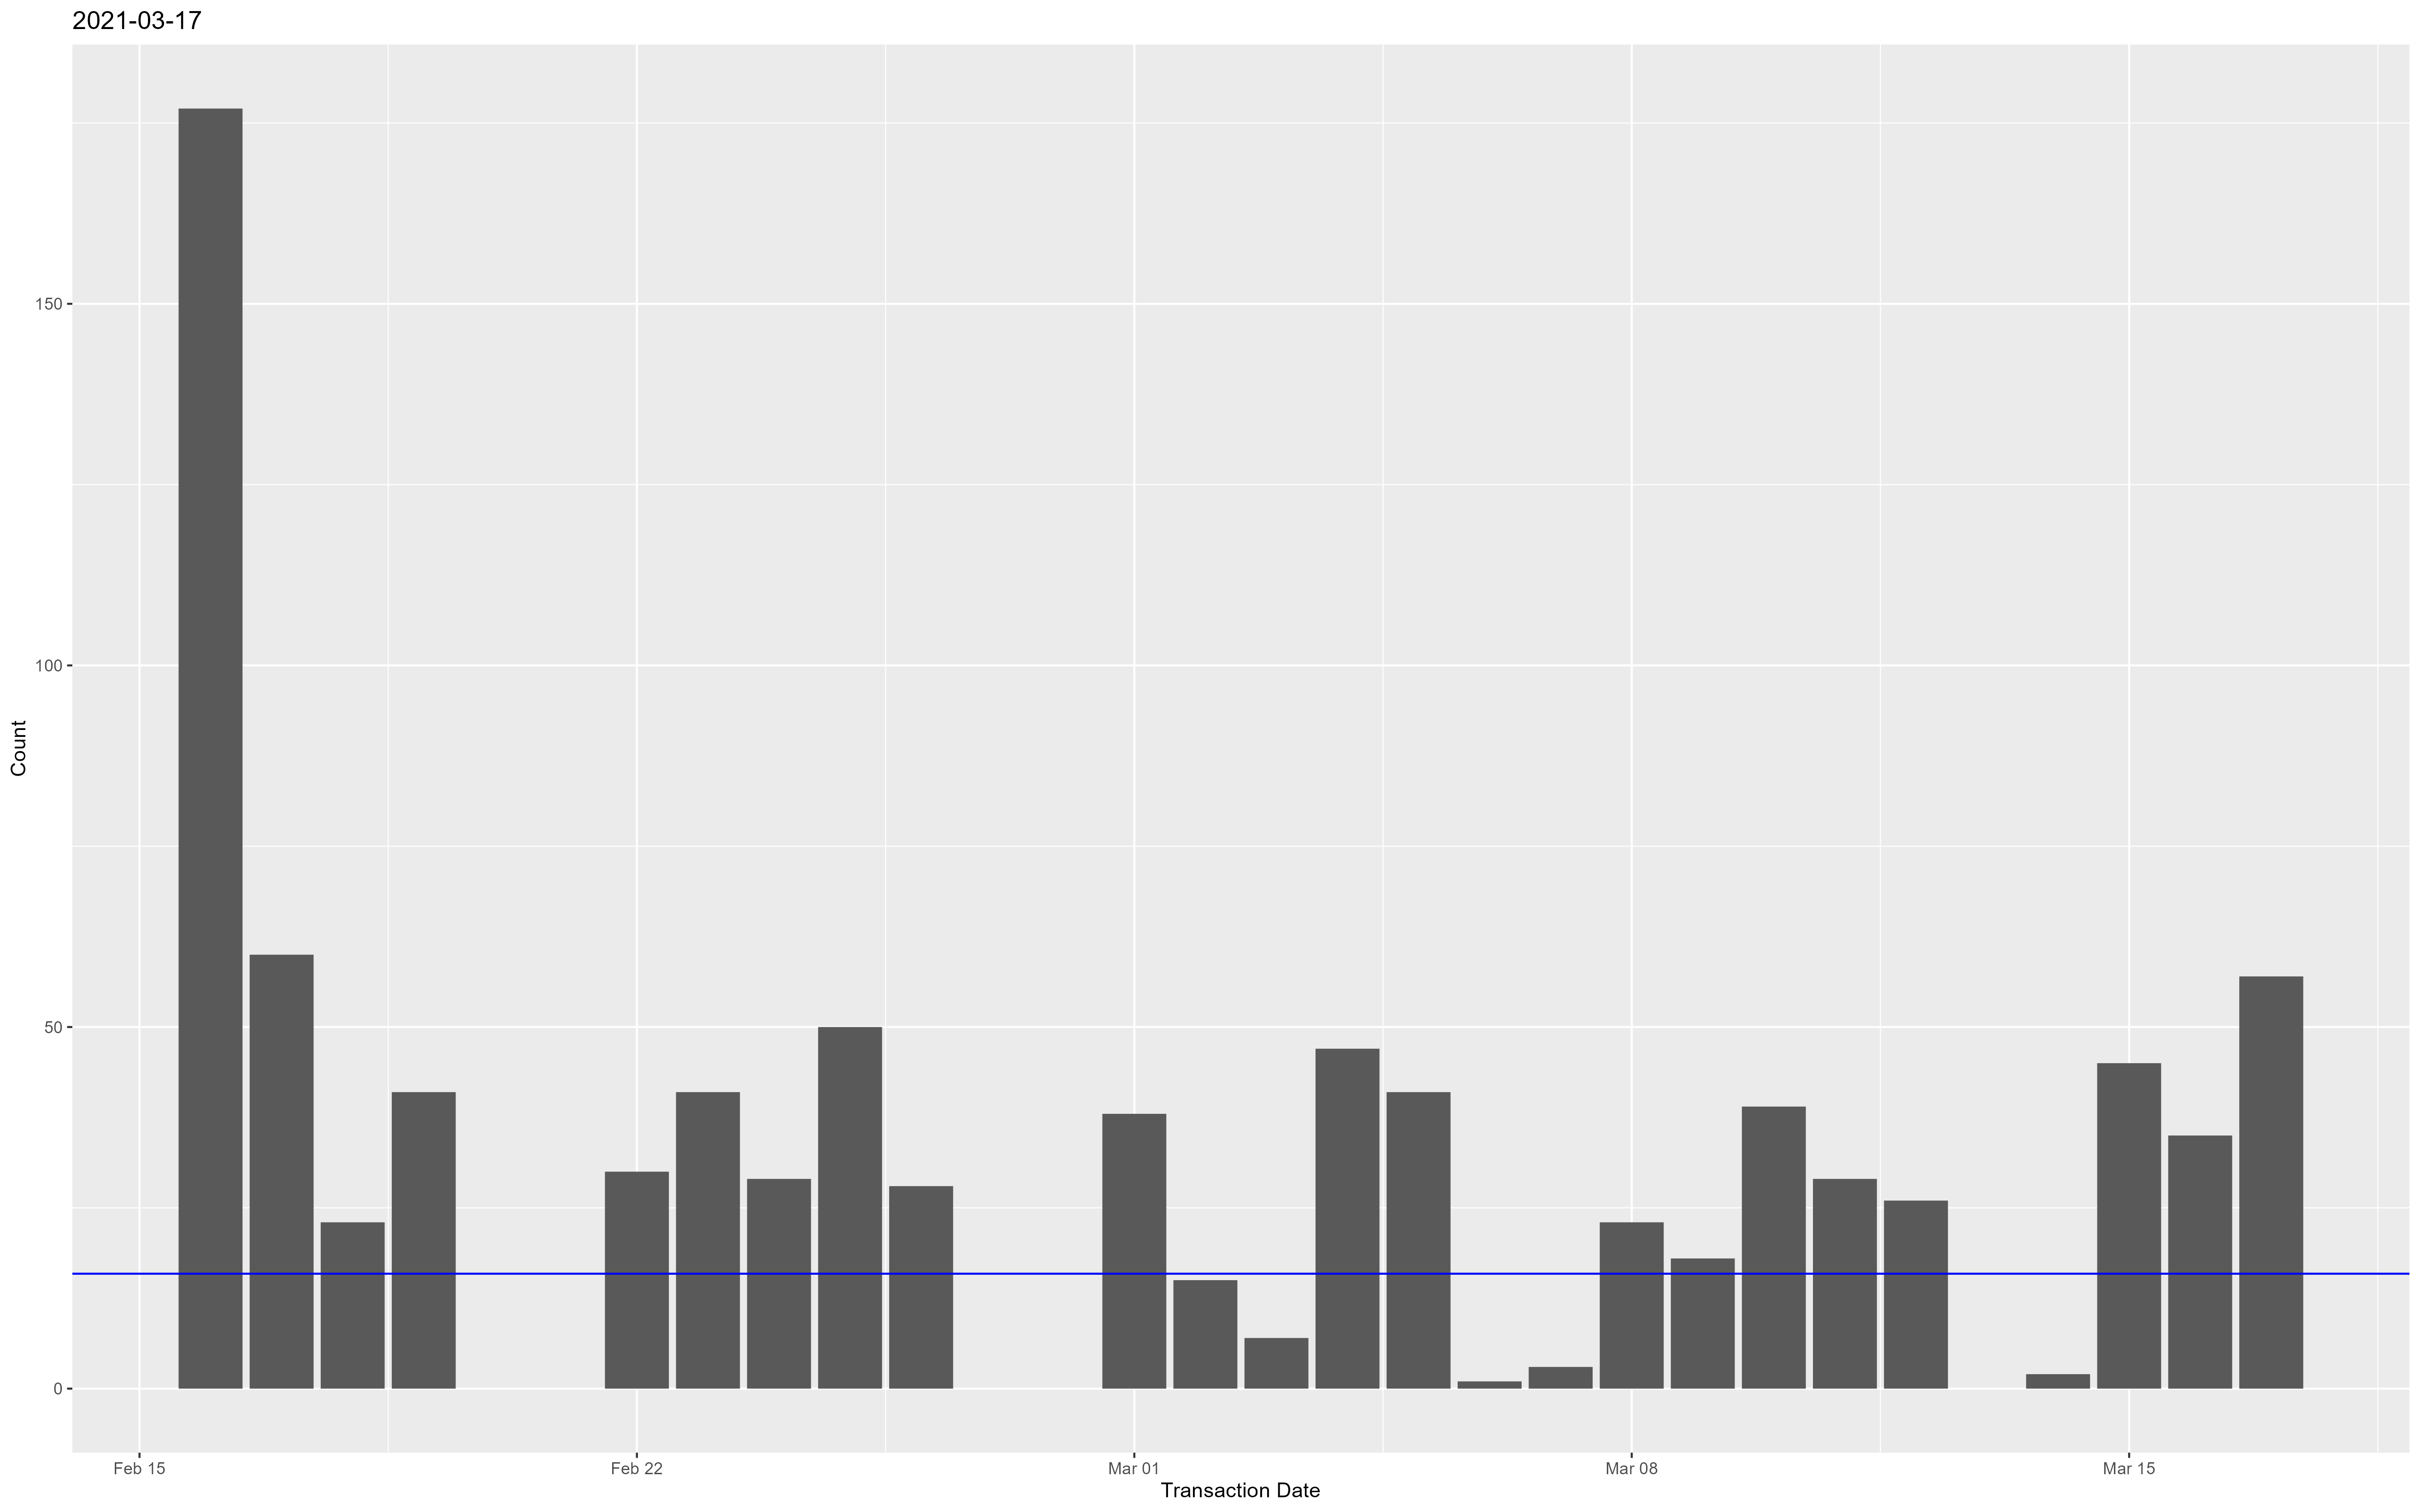 2021-03-17
Count
150
100
50
0
Feb 15
Feb 22
Mar 01
Mar 08
Mar 15
Transaction Date